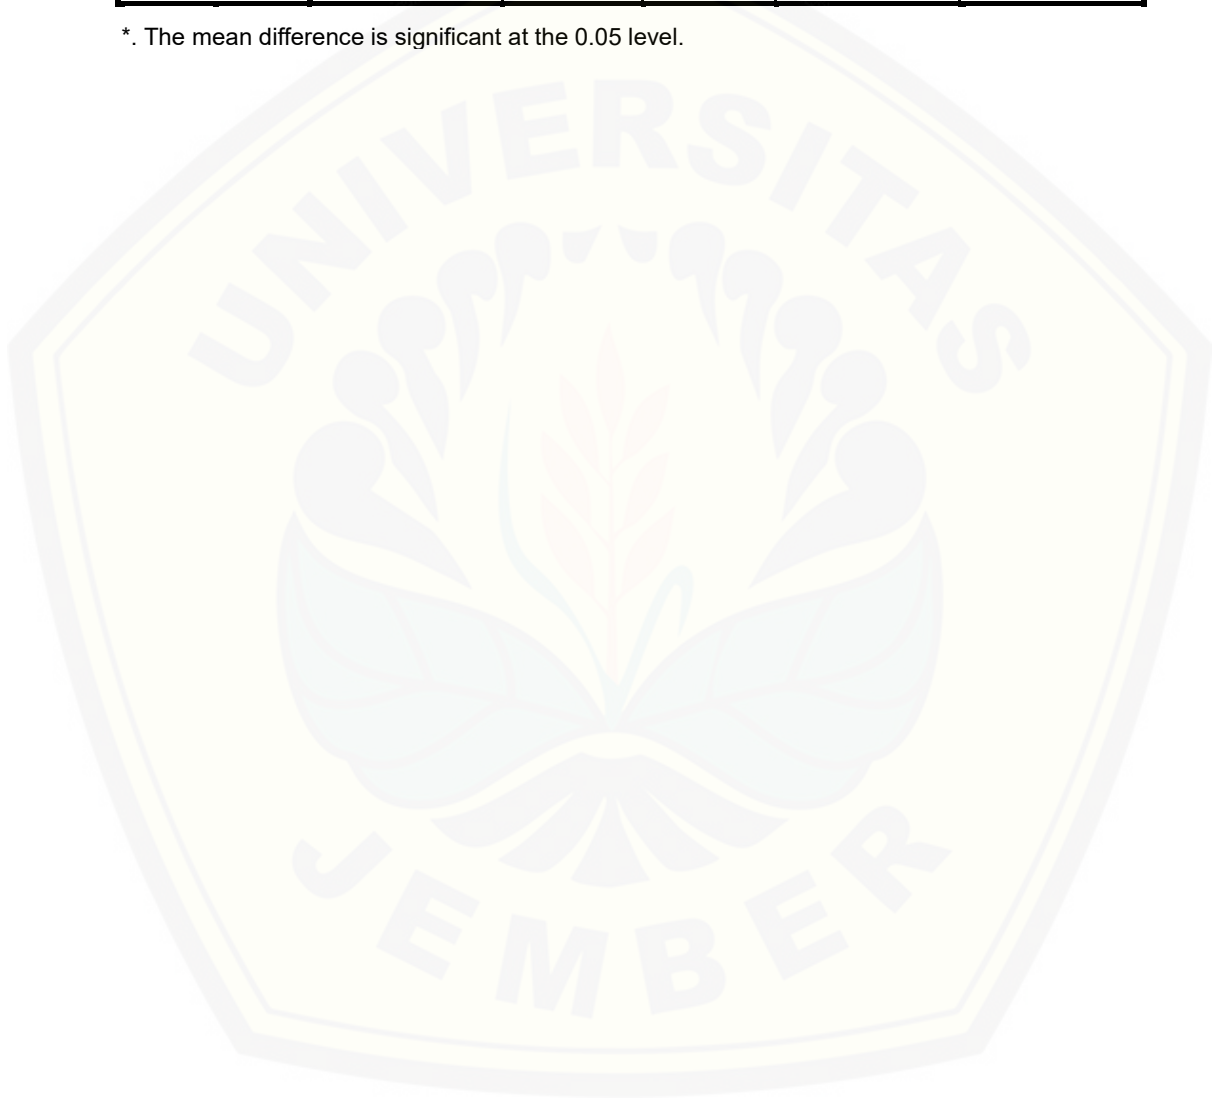 *. The mean difference is significant at the 0.05 level.
UNIVERSITAS
JEMBER